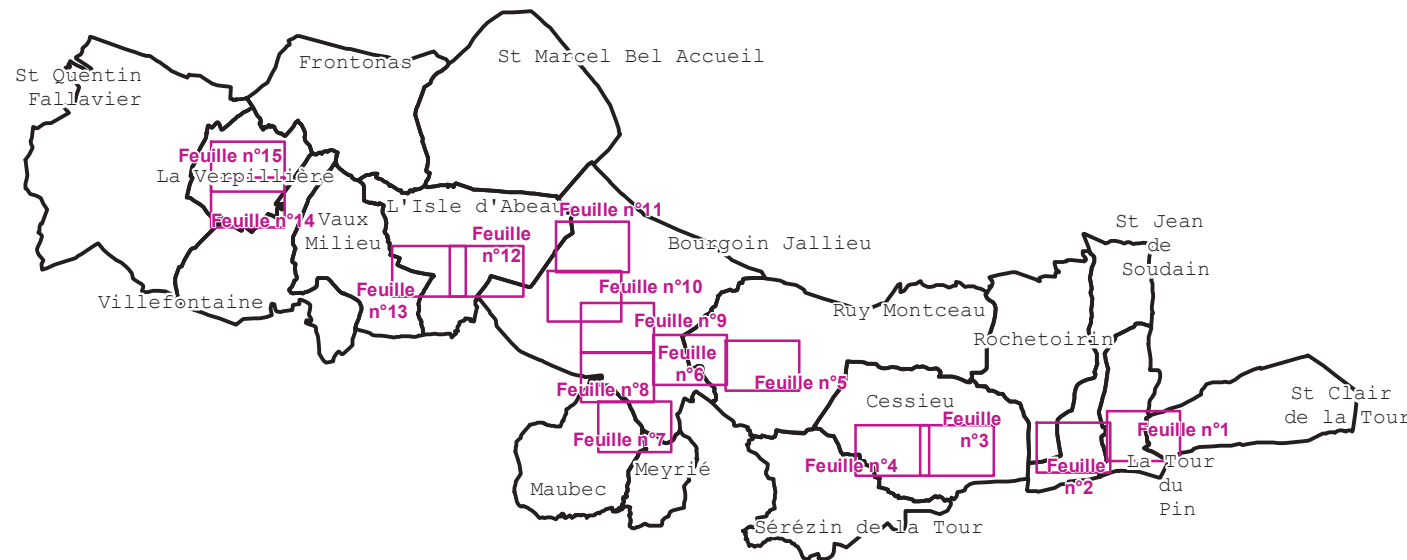 St Marcel Bel Accueil
Frontonas
St Quentin
Fallavier
Feuille n°15
La Verpillière
Feuille n°14
L'Isle d'Abeau
Feuille n°11
Vaux
Milieu
Feuille
n°12
Bourgoin Jallieu
St Jean
de
Soudain
Villefontaine
Feuille
n°13
Feuille n°10
Ruy Montceau
Feuille n°9
Rochetoirin
Feuille
n°6
Feuille n°5
Feuille n°8
Cessieu
St Clair
de la Tour
Feuille n°7
Feuille
n°3
Feuille n°1
Meyrié
Maubec
Feuille n°4
Feuille
n°2
La Tour
du
Pin
Sérézin de la Tour